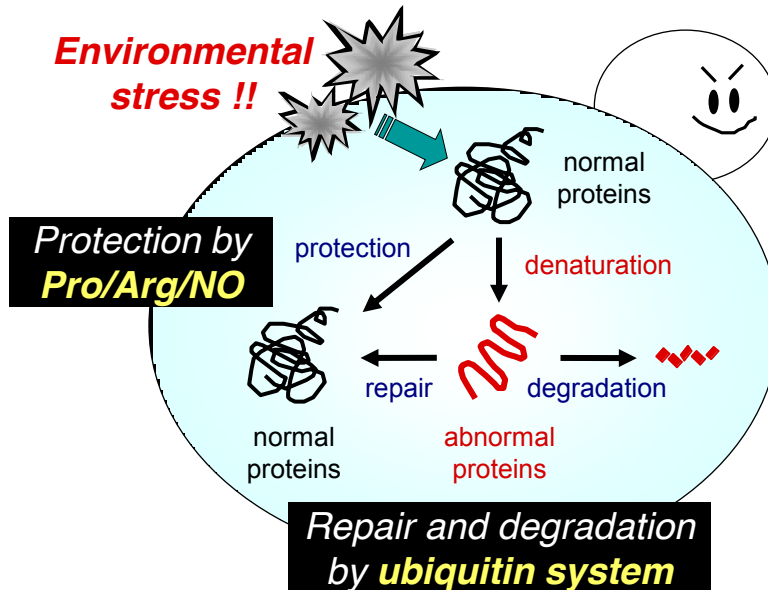 Environmental
stress !!
normal
proteins
Protection by
Pro/Arg/NO
protection
denaturation
repair
degradation
normal
proteins
abnormal
proteins
Repair and degradation
by ubiquitin system